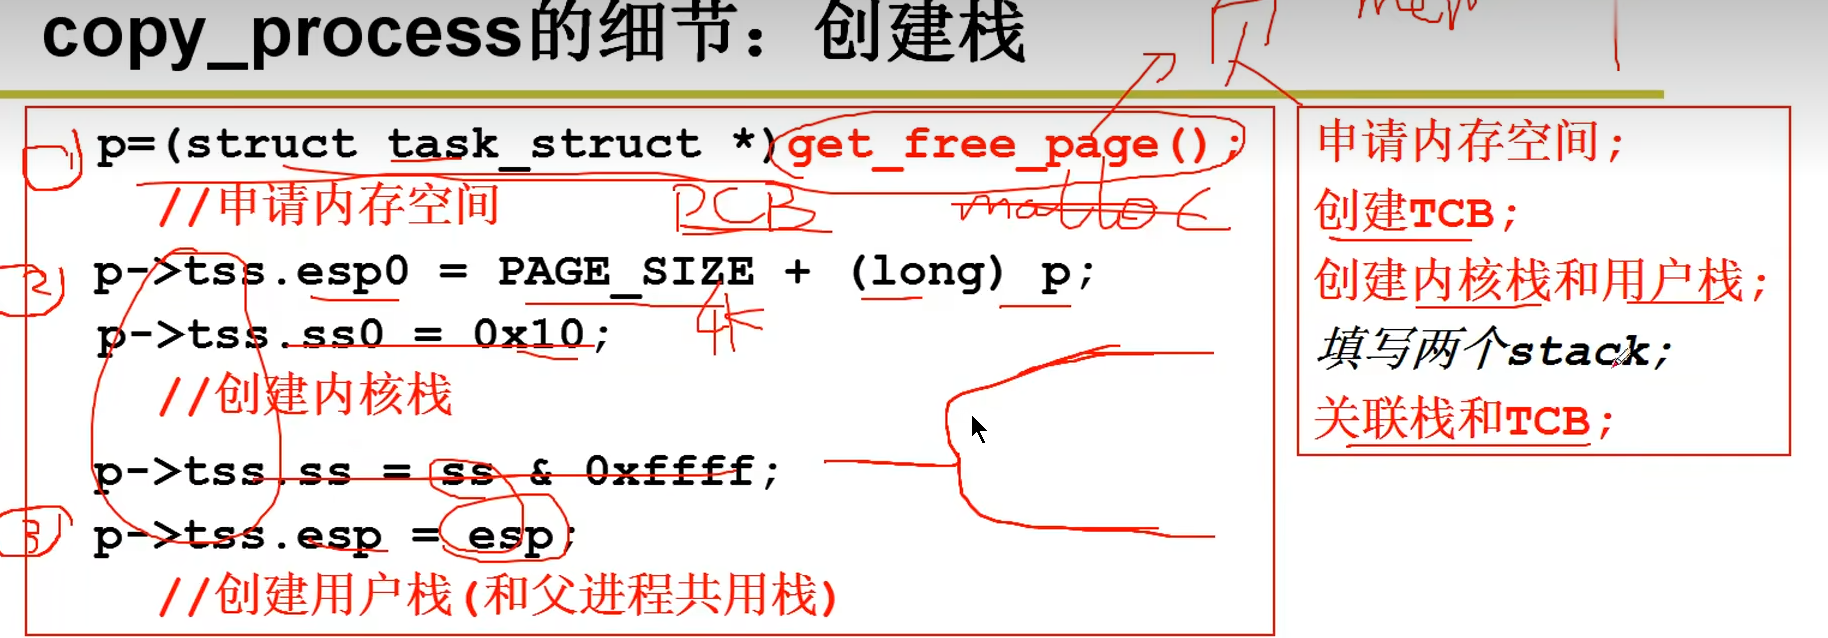 copy_process的细节：创建栈
p=(struct task_struct *)get_free_page();
//申请内存空间
PCB
malloc
p->tss.esp0 = PAGE_SIZE + (long) p;
4K
p->tss.ss0 = 0x10;
//创建内核栈
p->tss.ss = ss & 0xffff;
p->tss.esp = esp;
//创建用户栈(和父进程共用栈)
1
2
3
页
申请内存空间;
创建TCB;
创建内核栈和用户栈;
填写两个stack;
关联栈和TCB;